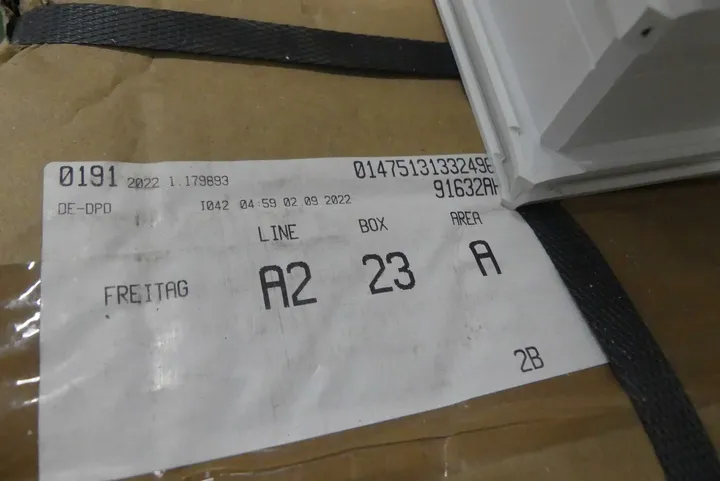 0191 2022 1.179893 01475131332496
91632AH
DE-DPD I042 04:59 02 09 2022
LINE BOX AREA
FREITAG A2 23 A
2B